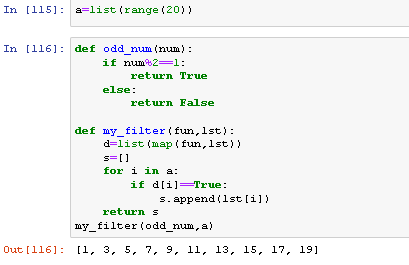 In [115]: a=list(range(20))
In [116]: def odd_num(num):
    if num%2==1:
        return True
    else:
        return False

def my_filter(fun,lst):
    d=list(map(fun,lst))
    s=[]
    for i in a:
        if d[i]==True:
            s.append(lst[i])
    return s
my_filter(odd_num,a)
Out[116]: [1, 3, 5, 7, 9, 11, 13, 15, 17, 19]